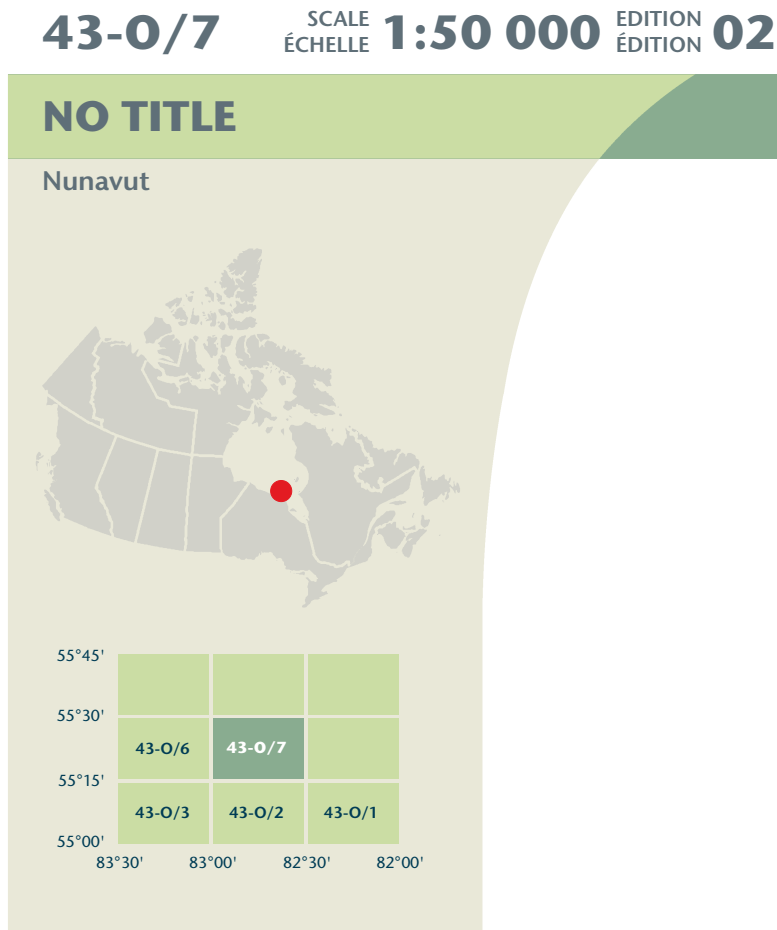 43-O/7 SCALE ÉCHELLE 1:50 000 EDITION ÉDITION 02
NO TITLE
Nunavut
55°45'
55°30'
43-O/6 43-O/7
55°15'
43-O/3 43-O/2 43-O/1
55°00'
83°30' 83°00' 82°30' 82°00'